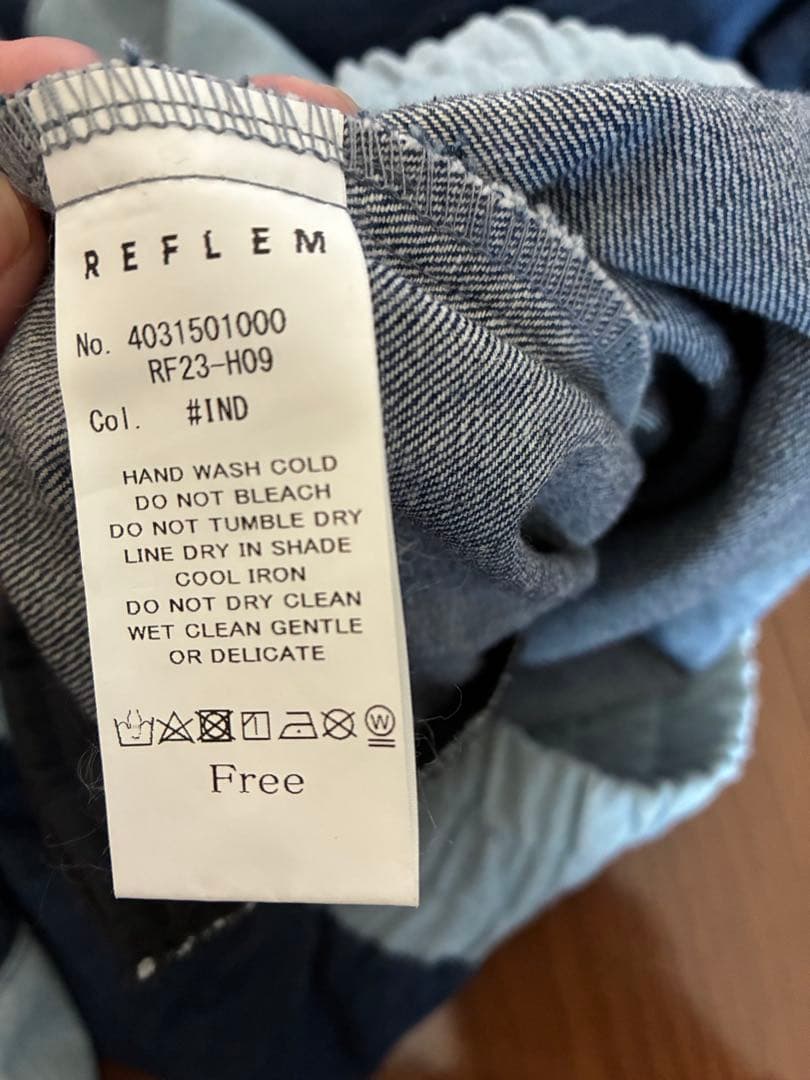 REFLEM
No. 4031501000
RF23-H09
Col. #IND
HAND WASH COLD
DO NOT BLEACH
DO NOT TUMBLE DRY
LINE DRY IN SHADE
COOL IRON
DO NOT DRY CLEAN
WET CLEAN GENTLE
OR DELICATE
W
Free